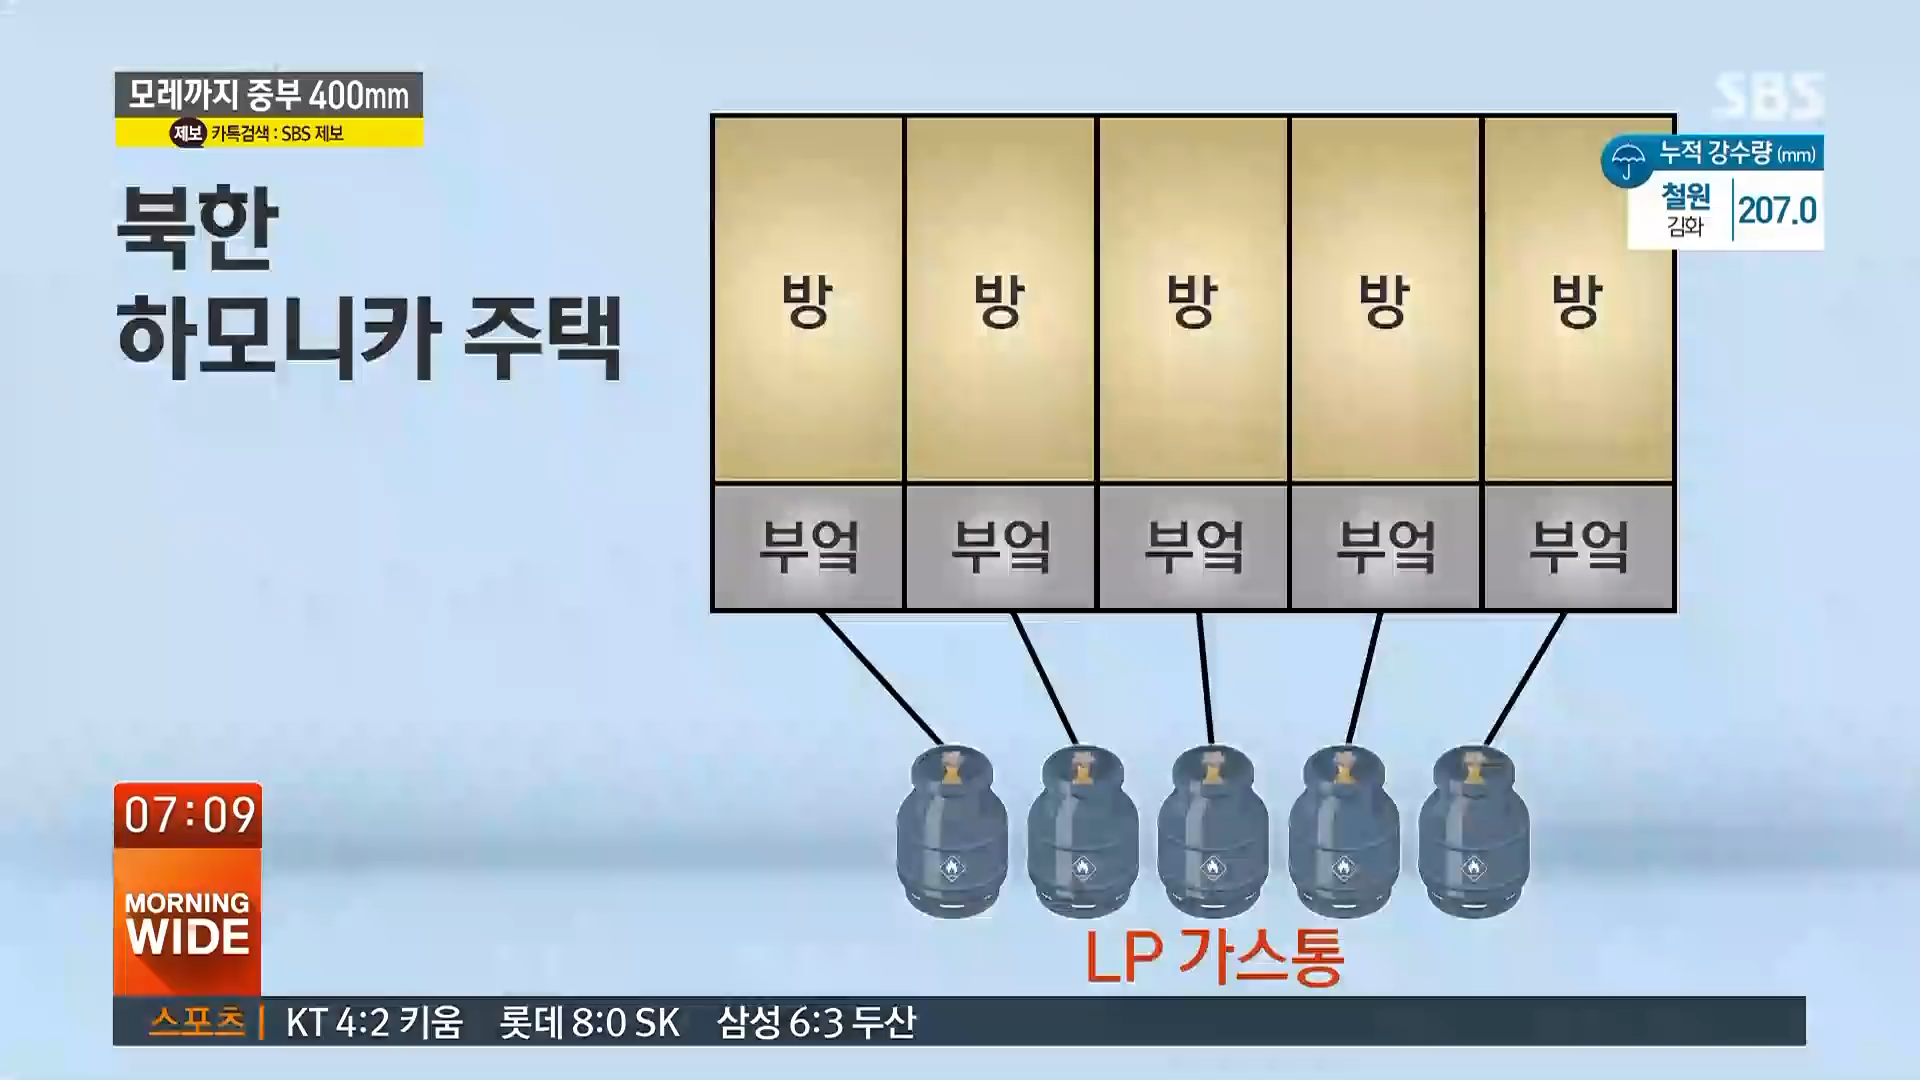 모레까지 중부 400mm
제보 카톡검색 : SBS 제보
SBS
누적 강수량 (mm)
철원
김화
207.0
북한
하모니카 주택
방 방 방 방 방
부엌 부엌 부엌 부엌 부엌
LP 가스통
07:09
MORNING
WIDE
스포츠 | KT 4:2 키움 롯데 8:0 SK 삼성 6:3 두산